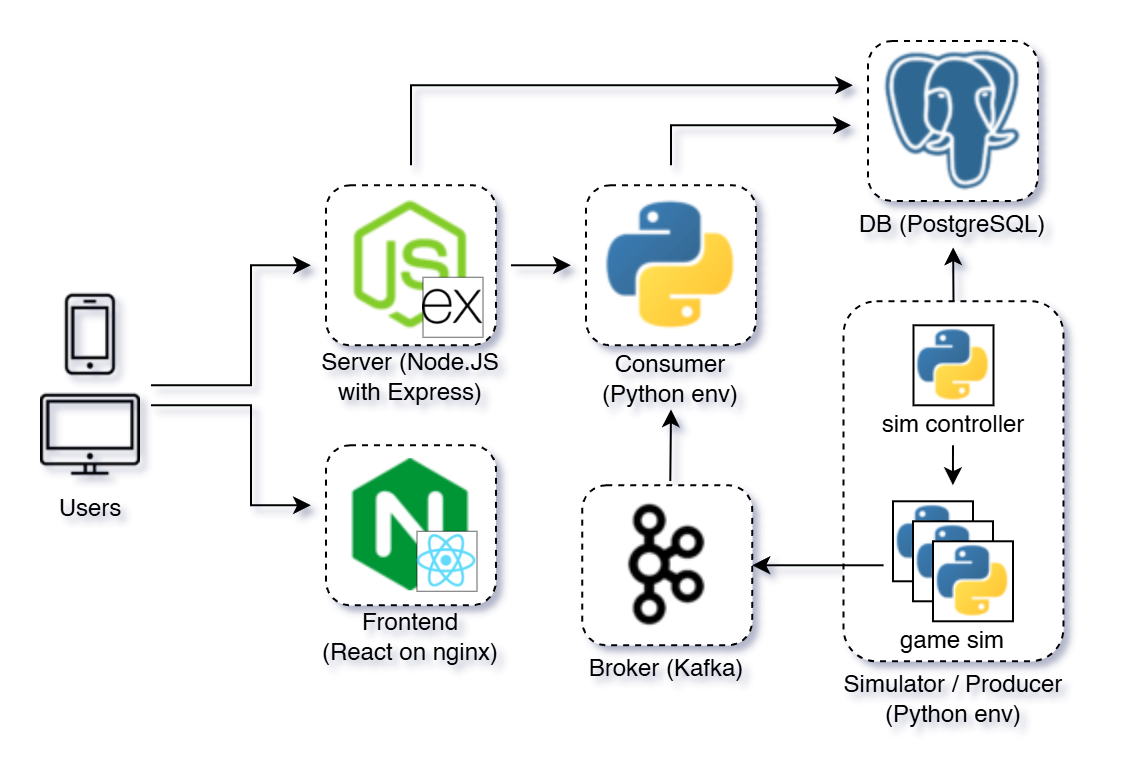 DB (PostgreSQL)
JS
ex
Server (Node.JS
with Express)
Consumer
(Python env)
sim controller
Users
N
Frontend
(React on nginx)
Broker (Kafka)
game sim
Simulator / Producer
(Python env)